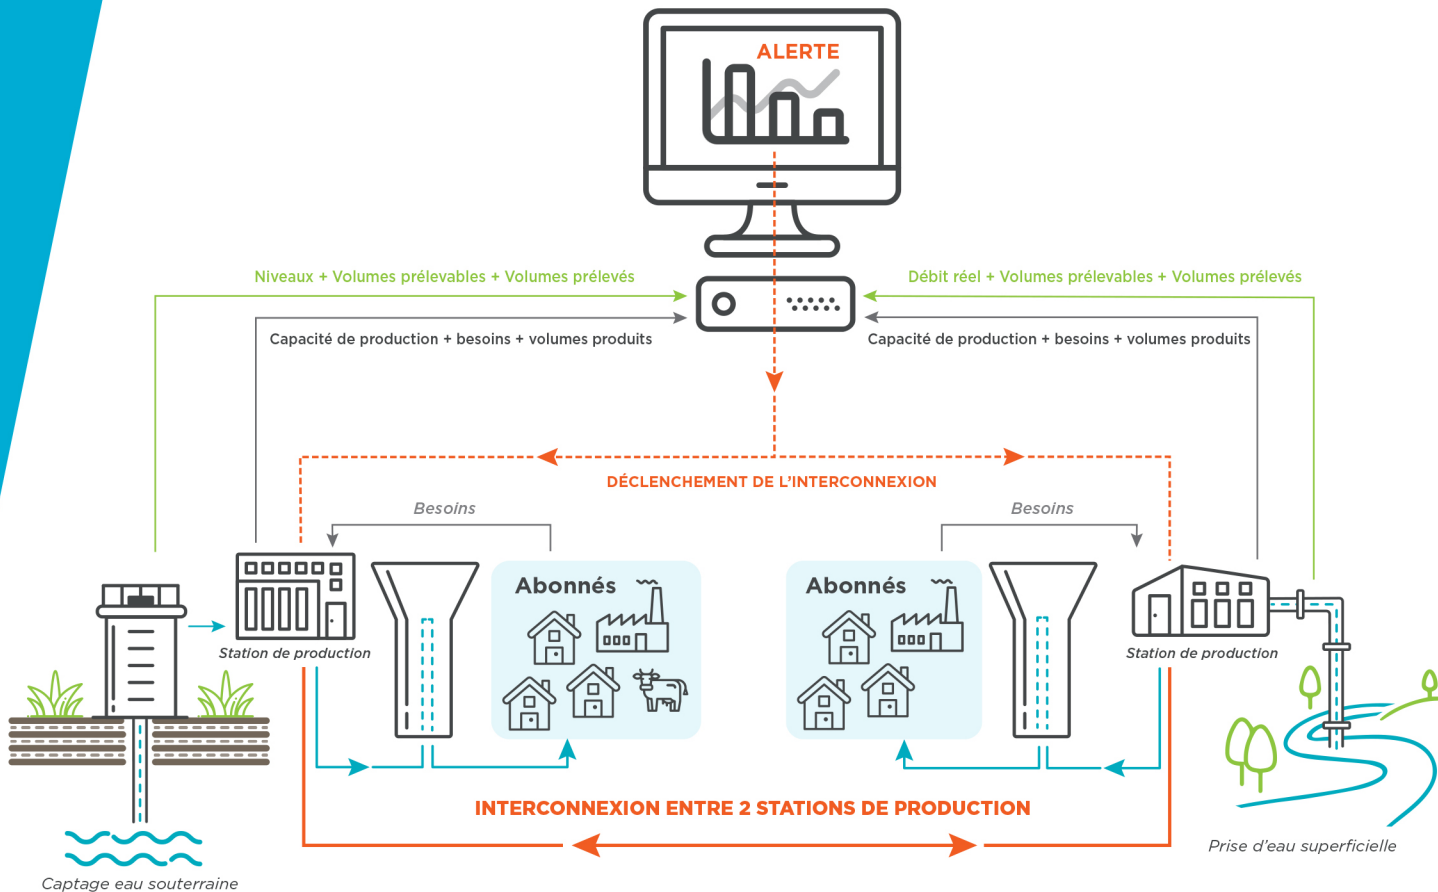 ALERTE
Niveaux + Volumes prélevables + Volumes prélevés
Débit réel + Volumes prélevables + Volumes prélevés
Capacité de production + besoins + volumes produits
Capacité de production + besoins + volumes produits
DÉCLENCHEMENT DE L'INTERCONNEXION
Besoins
Besoins
Abonnés
Abonnés
Station de production
Station de production
INTERCONNEXION ENTRE 2 STATIONS DE PRODUCTION
Prise d'eau superficielle
Captage eau souterraine